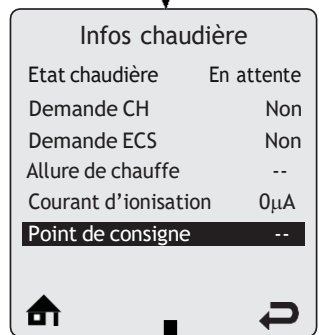 Infos chaudière
Etat chaudière En attente
Demande CH Non
Demande ECS Non
Allure de chauffe --
Courant d’ionisation 0µA
Point de consigne --